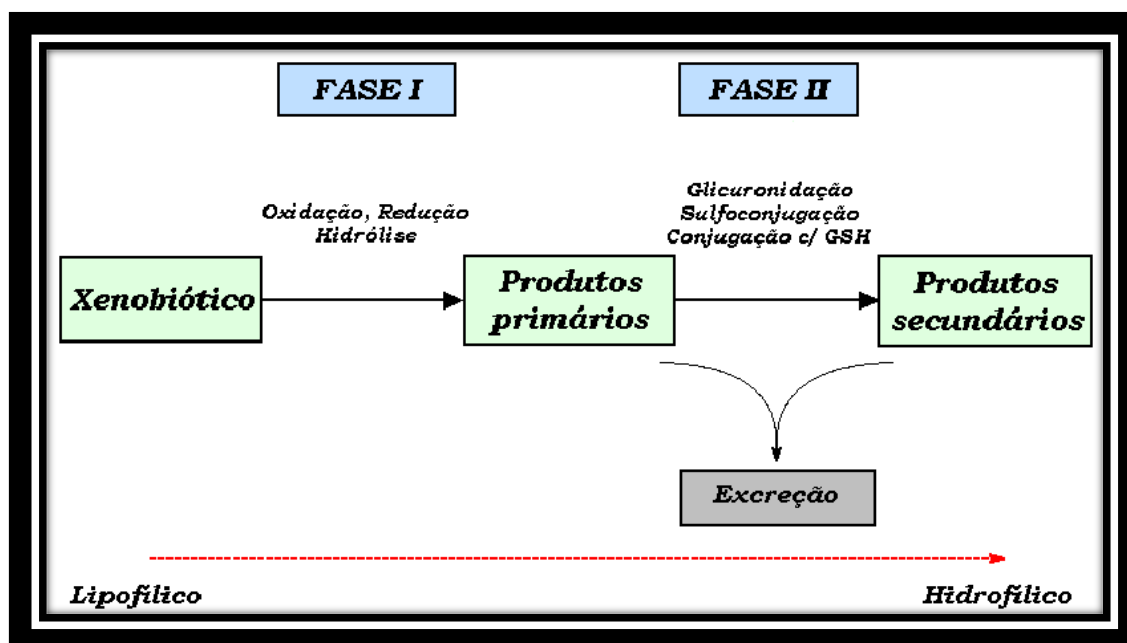 FASE I
FASE II
Oxidação, Redução
Hidrólise
Glicuronidação
Sulfoconjugação
Conjugação c/ GSH
Xenobiótico
Produtos
primários
Produtos
secundários
Excreção
Lipofílico
Hidrofílico